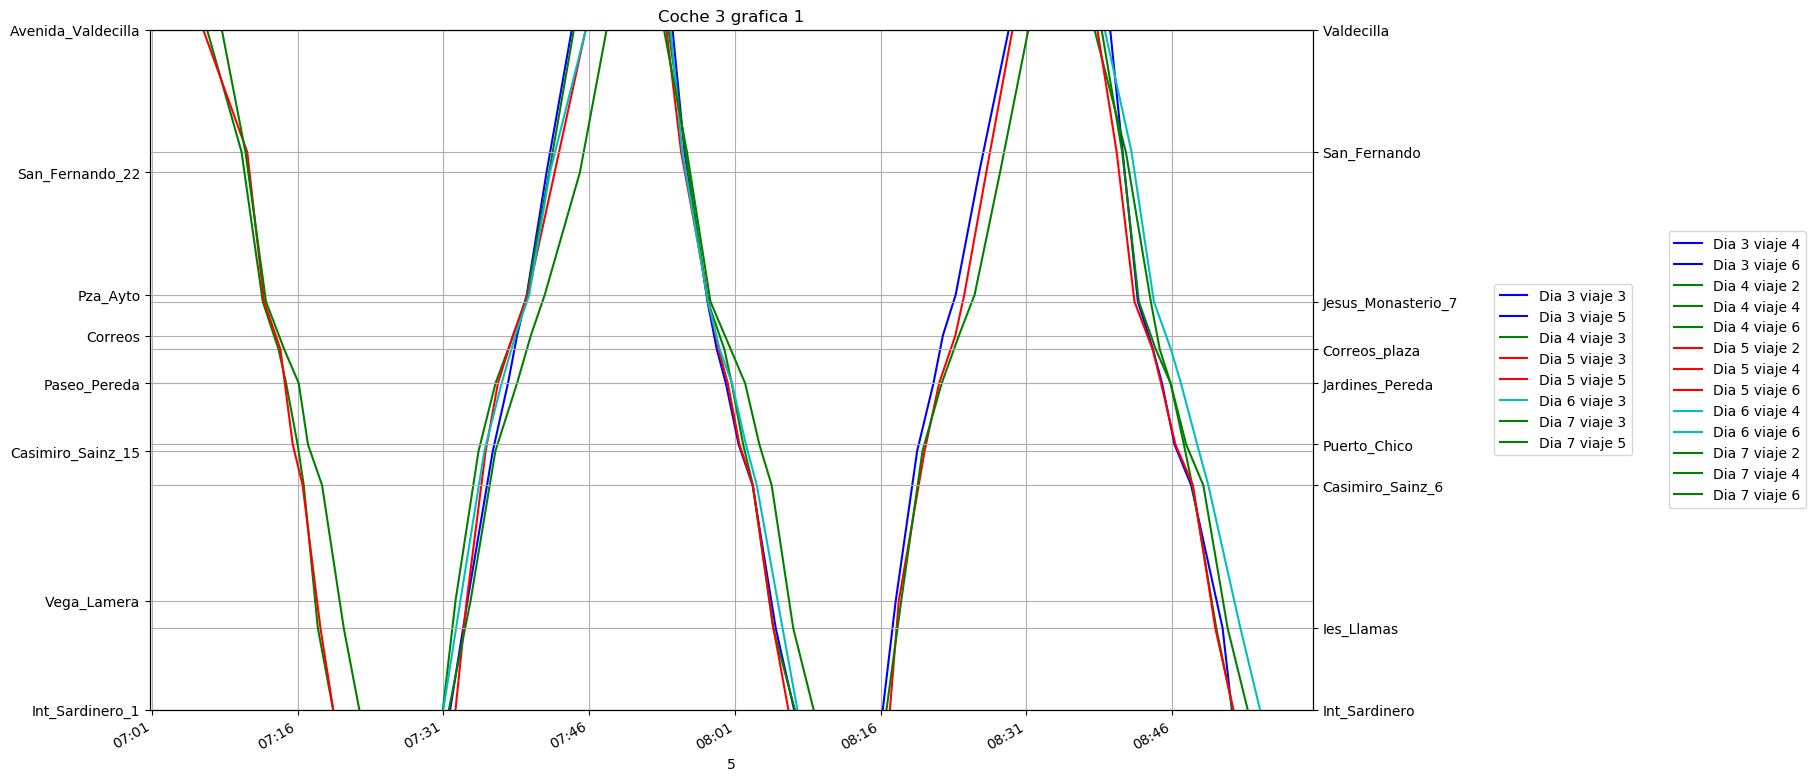 Coche 3 grafica 1
Avenida_Valdecilla
San_Fernando_22
Pza_Ayto
Correos
Paseo_Pereda
Casimiro_Sainz_15
Vega_Lamera
Int_Sardinero_1
Valdecilla
San_Fernando
Jesus_Monasterio_7
Correos_plaza
Jardines_Pereda
Puerto_Chico
Casimiro_Sainz_6
Ies_Llamas
Int_Sardinero
07:01
07:16
07:31
07:46
08:01
08:16
08:31
08:46
5
Dia 3 viaje 3
Dia 3 viaje 5
Dia 4 viaje 3
Dia 5 viaje 3
Dia 5 viaje 5
Dia 6 viaje 3
Dia 7 viaje 3
Dia 7 viaje 5
Dia 3 viaje 4
Dia 3 viaje 6
Dia 4 viaje 2
Dia 4 viaje 4
Dia 4 viaje 6
Dia 5 viaje 2
Dia 5 viaje 4
Dia 5 viaje 6
Dia 6 viaje 4
Dia 6 viaje 6
Dia 7 viaje 2
Dia 7 viaje 4
Dia 7 viaje 6